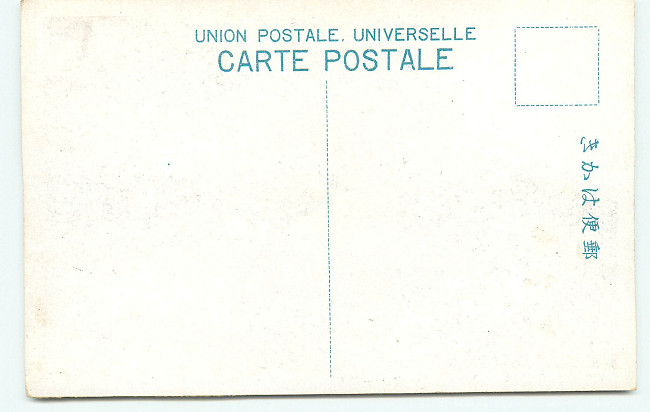 UNION POSTALE. UNIVERSELLE
CARTE POSTALE
郵便はかき